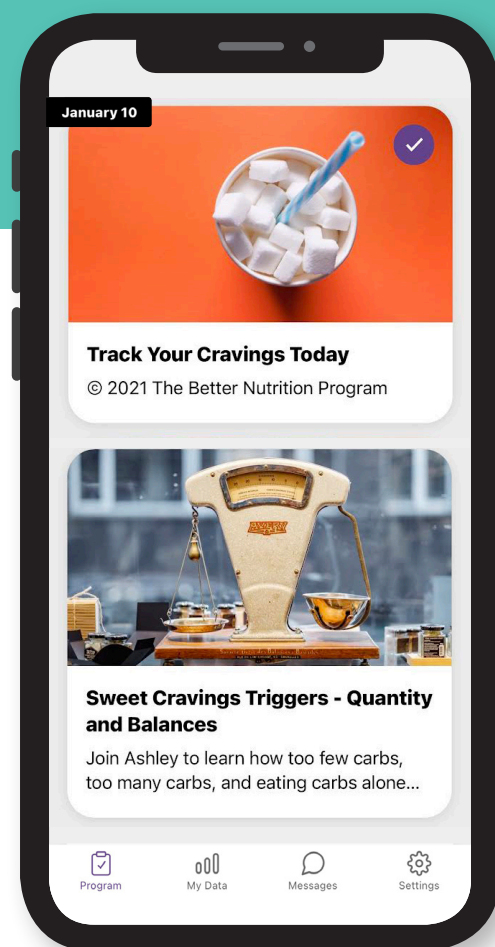 January 10
Track Your Cravings Today
© 2021 The Better Nutrition Program
AVERY
Sweet Cravings Triggers - Quantity
and Balances
Join Ashley to learn how too few carbs,
too many carbs, and eating carbs alone...
Program
My Data
Messages
Settings